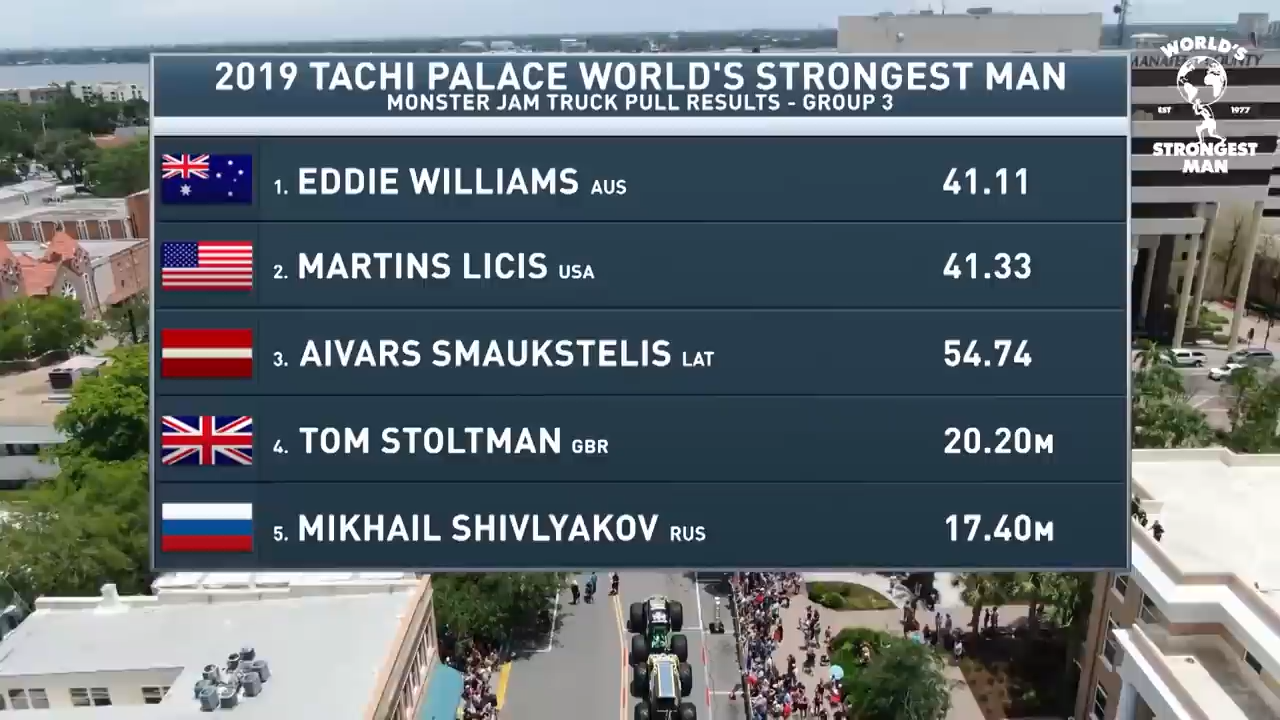 2019 TACHI PALACE WORLD'S STRONGEST MAN
MONSTER JAM TRUCK PULL RESULTS - GROUP 3
1. EDDIE WILLIAMS AUS 41.11
2. MARTINS LICIS USA 41.33
3. AIVARS SMAUKSTELIS LAT 54.74
4. TOM STOLTMAN GBR 20.20M
5. MIKHAIL SHIVLYAKOV RUS 17.40M
WORLD'S
EST 1977
STRONGEST
MAN